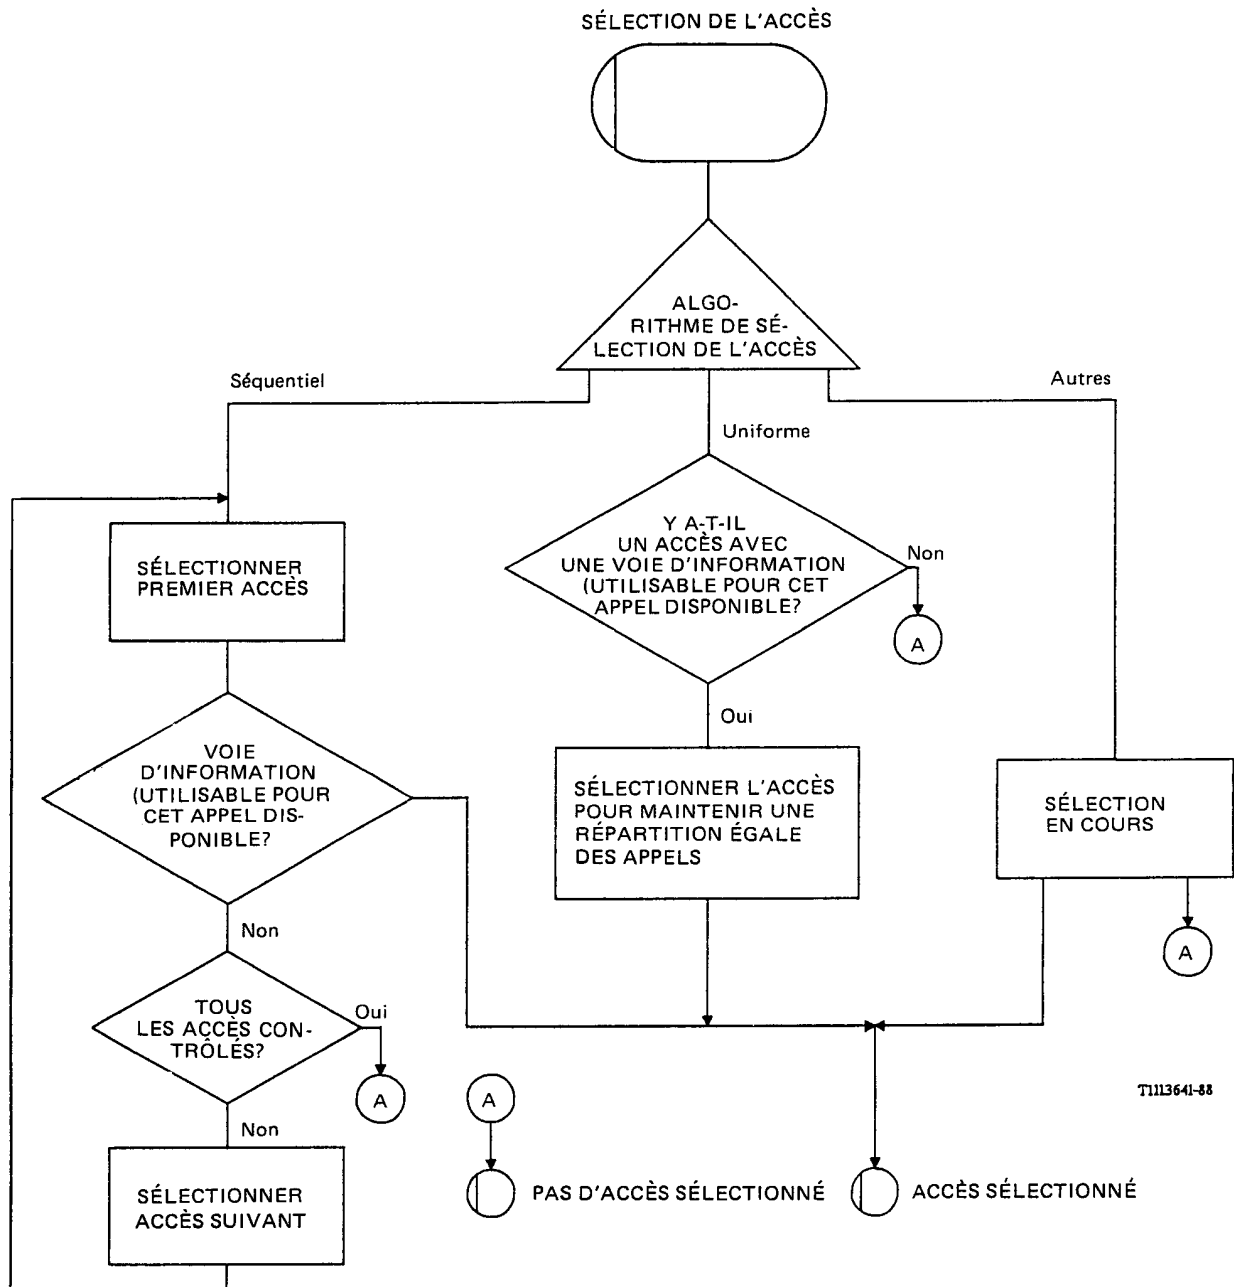 SÉLECTION DE L'ACCÈS
ALGO-
RITHME DE SÉ-
LECTION DE L'ACCÈS
Séquentiel
Autres
Uniforme
Y A-T-IL
UN ACCÈS AVEC
UNE VOIE D'INFORMATION
(UTILISABLE POUR CET
APPEL DISPONIBLE?
Non
A
SÉLECTIONNER
PREMIER ACCÈS
Oui
VOIE
D'INFORMATION
(UTILISABLE POUR
CET APPEL DIS-
PONIBLE?
SÉLECTIONNER L'ACCÈS
POUR MAINTENIR UNE
RÉPARTITION ÉGALE
DES APPELS
SÉLECTION
EN COURS
Non
A
TOUS
LES ACCÈS CON-
TRÔLÉS?
Oui
A
A
T1113641-88
Non
SÉLECTIONNER
ACCÈS SUIVANT
PAS D'ACCÈS SÉLECTIONNÉ
ACCÈS SÉLECTIONNÉ